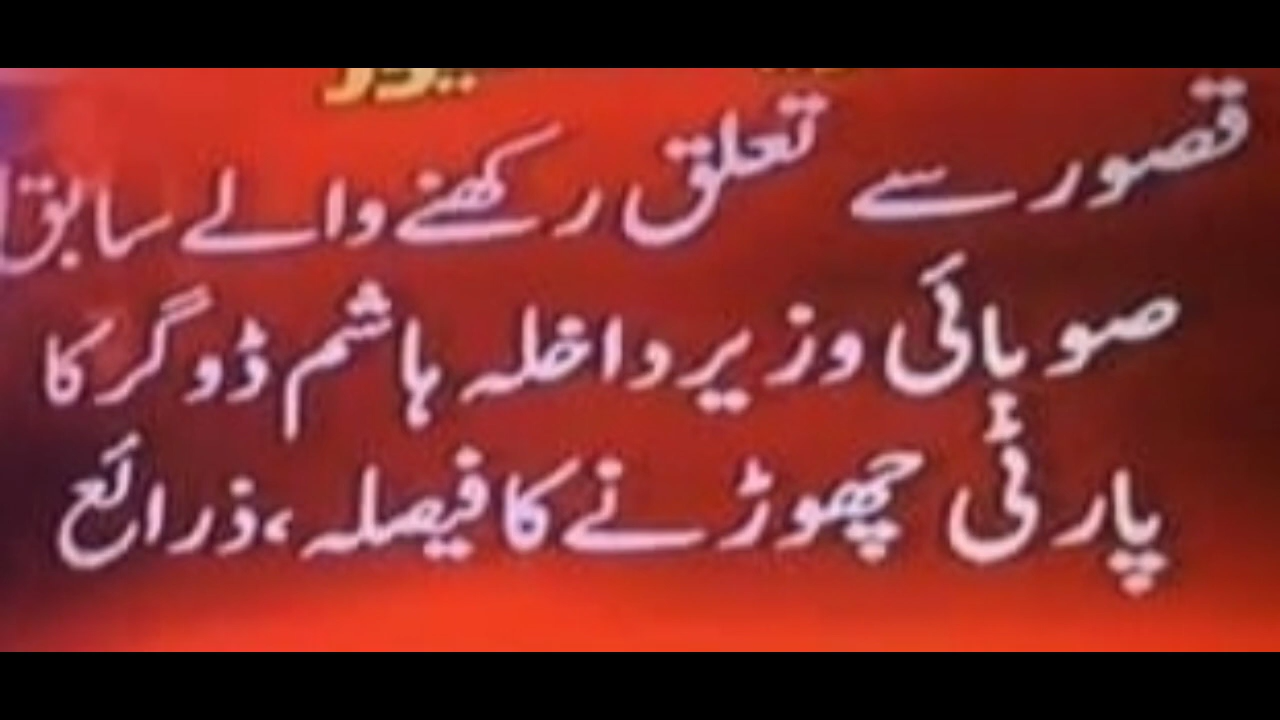 قصور سے تعلق رکھنے والے سابق
صوبائی وزیر داخلہ ہاشم ڈوگر کا
پارٹی چھوڑنے کا فیصلہ، ذرائع